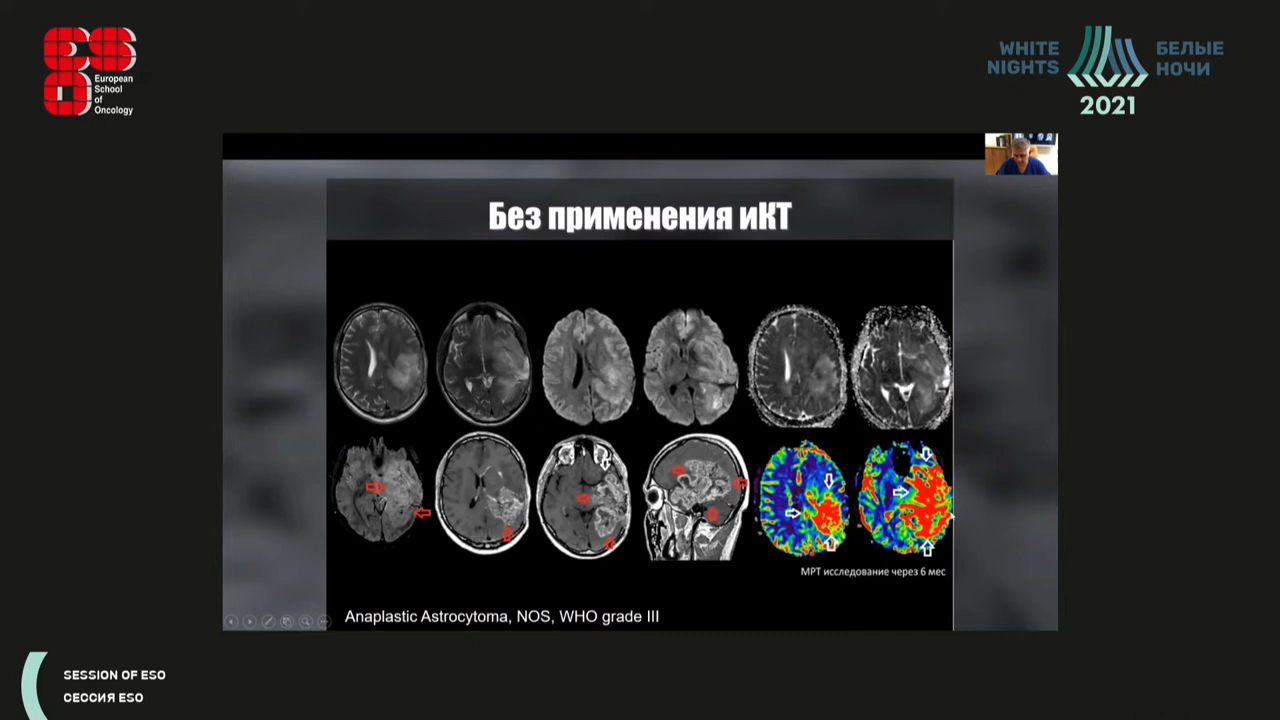 European
School
of
Oncology
WHITE
NIGHTS
БЕЛЫЕ
НОЧИ
2021
Без применения иКТ
МРТ исследование через 6 мес
Anaplastic Astrocytoma, NOS, WHO grade III
SESSION OF ESO
СЕССИЯ ESO